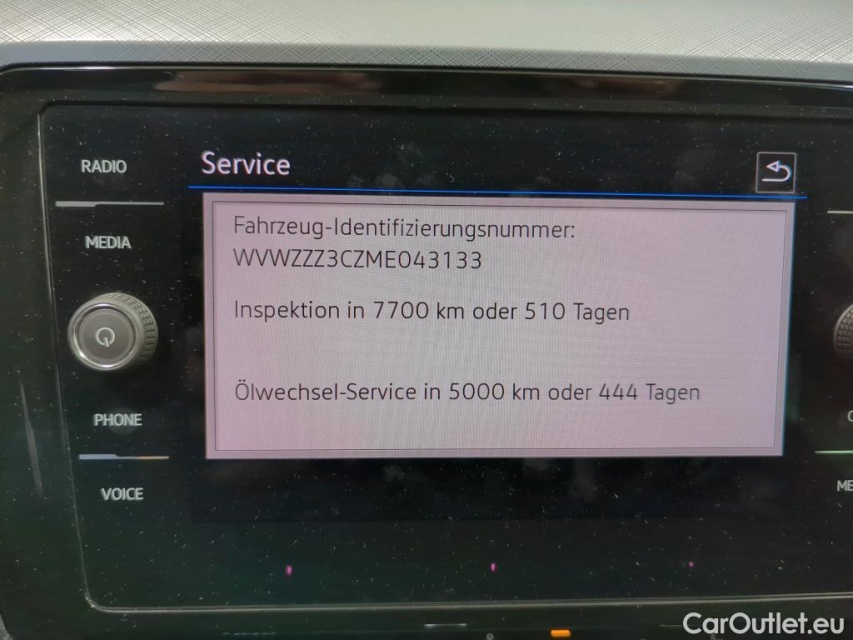 RADIO
Service
MEDIA
Fahrzeug-Identifizierungsnummer:
WVWZZZ3CZME043133
Inspektion in 7700 km oder 510 Tagen
Ölwechsel-Service in 5000 km oder 444 Tagen
PHONE
VOICE
ME
CarOutlet.eu